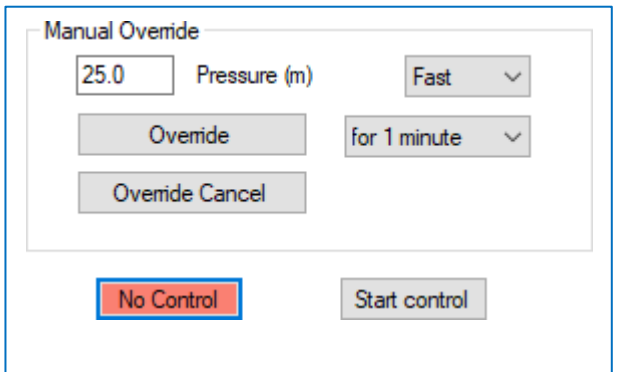 Manual Override
25.0 Pressure (m) Fast
Override for 1 minute
Override Cancel
No Control Start control